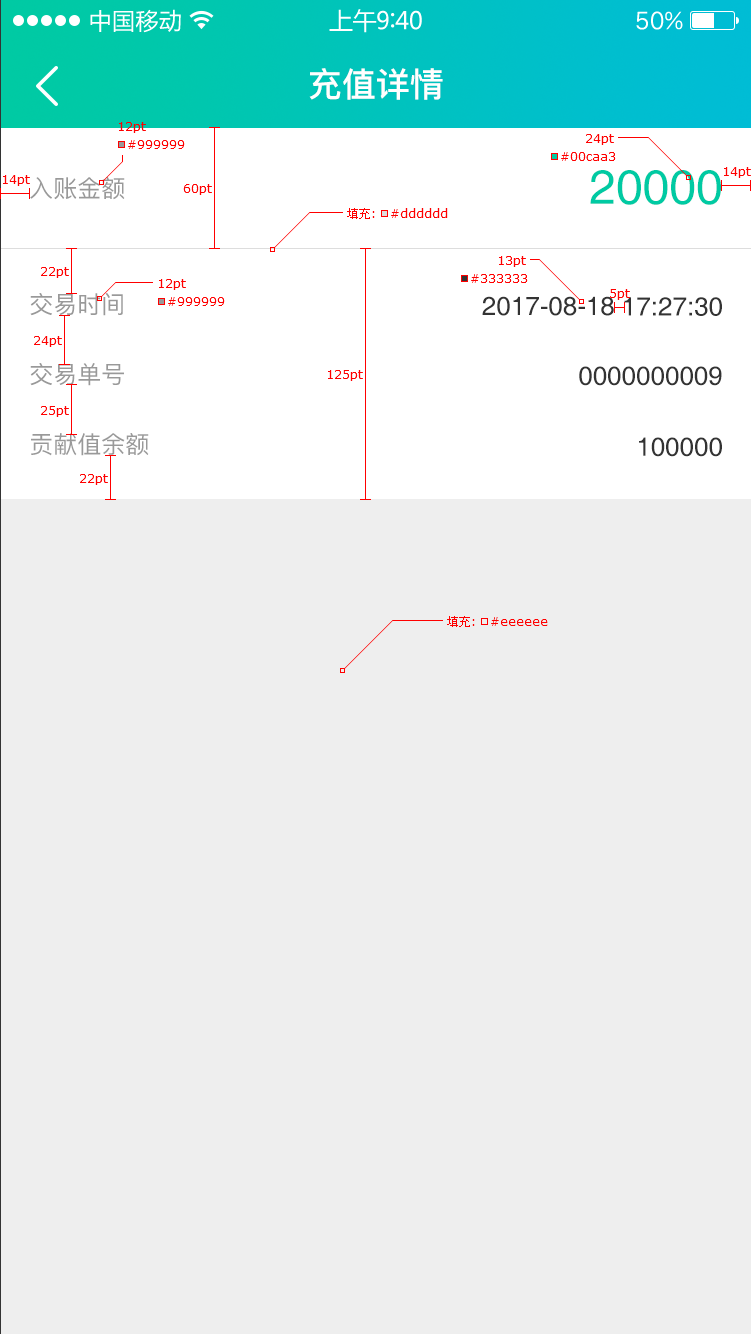 中国移动 上午9:40 50%
充值详情
12pt
#999999
24pt
#00caa3
14pt 入账金额 60pt 20000 14pt
填充: #dddddd
22pt 12pt 13pt
#999999 #333333
交易时间 2017-08-18 5pt 17:27:30
24pt
交易单号 125pt 0000000009
25pt
贡献值余额 100000
22pt
填充: #eeeeee